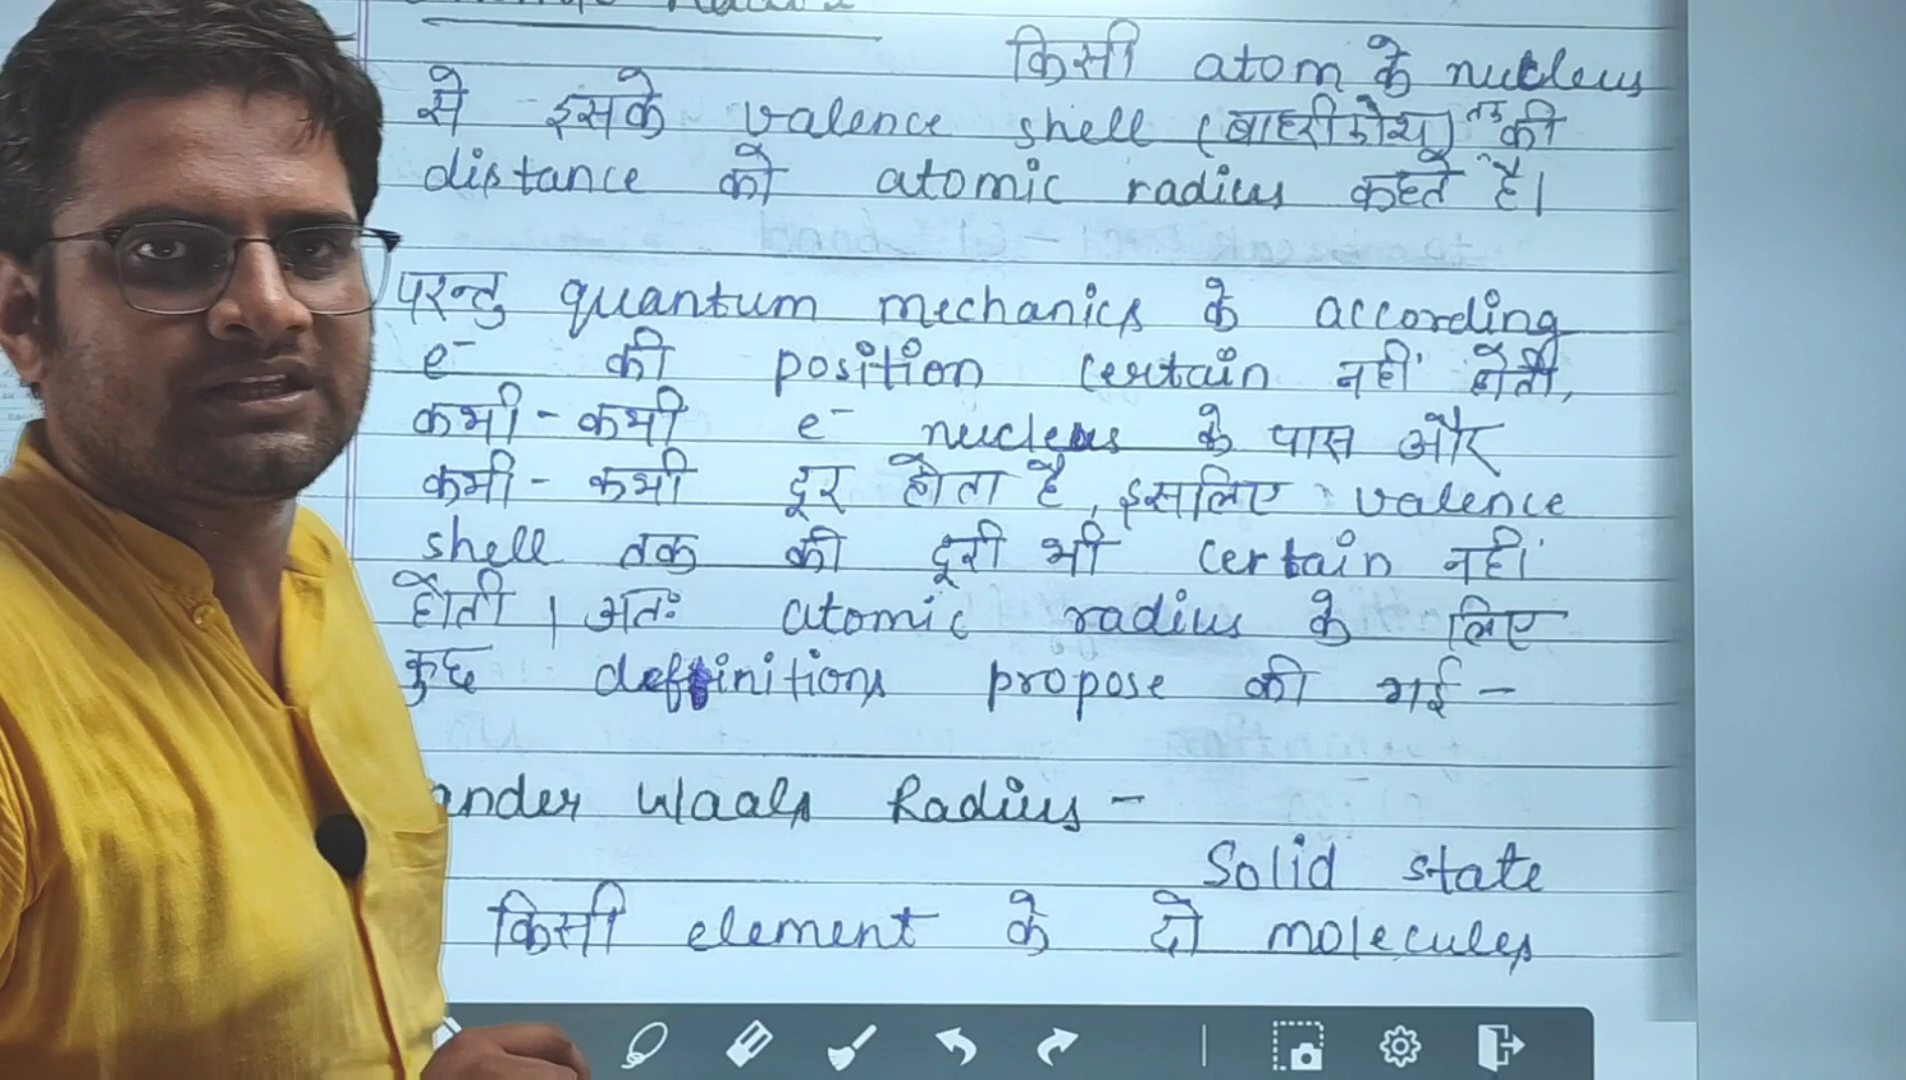 किसी atom के nucleus
से इसके valence shell (बाहरी कोश) तक की
distance को atomic radius कहते है।
परन्तु quantum mechanics के according
e⁻ की position certain नहीं होती,
कभी-कभी e⁻ nucleus के पास और
कभी-कभी दूर होता है, इसलिए valence
shell तक की दूरी भी certain नहीं
होती। अतः atomic radius के लिए
कुछ deffinitions propose की गई -
ander Waals Radius -
Solid state
किसी element के दो molecules